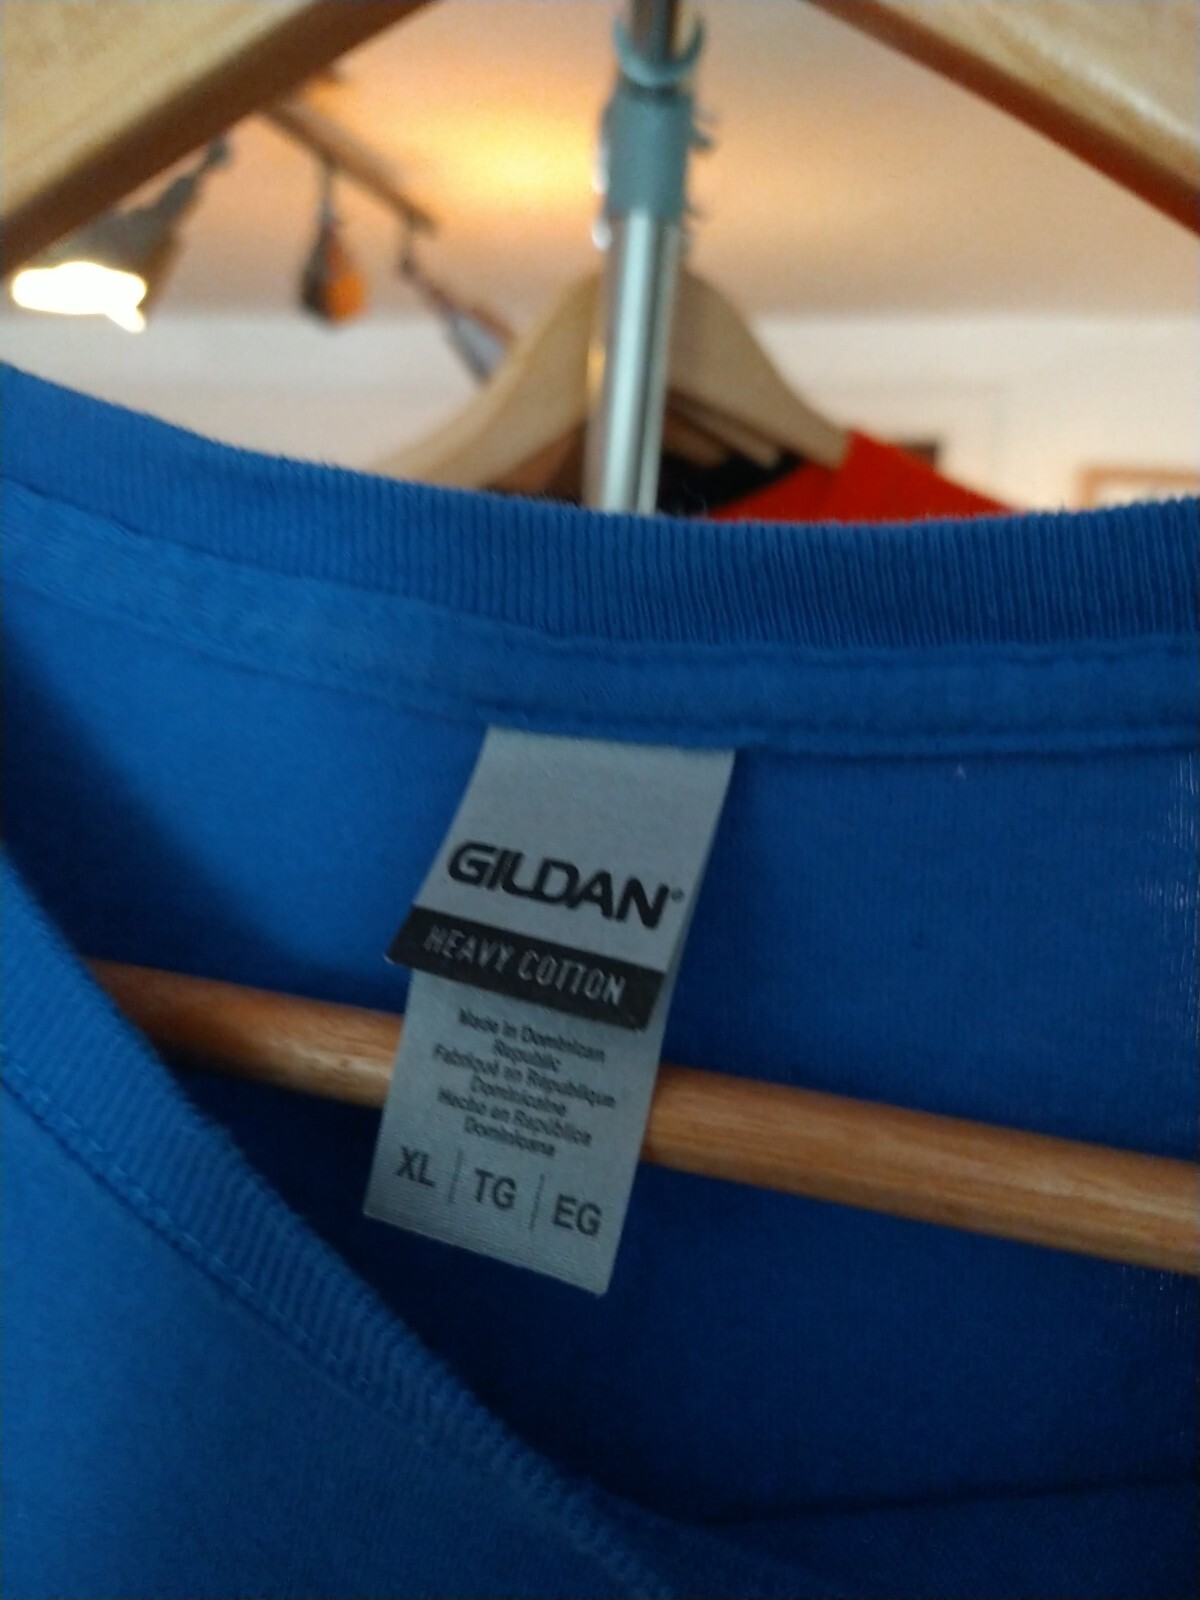 GILDAN®
HEAVY COTTON
Made in Dominican
Republic
Fabriqué en République
Dominicaine
Hecho en República
Dominicana
XL | TG | EG